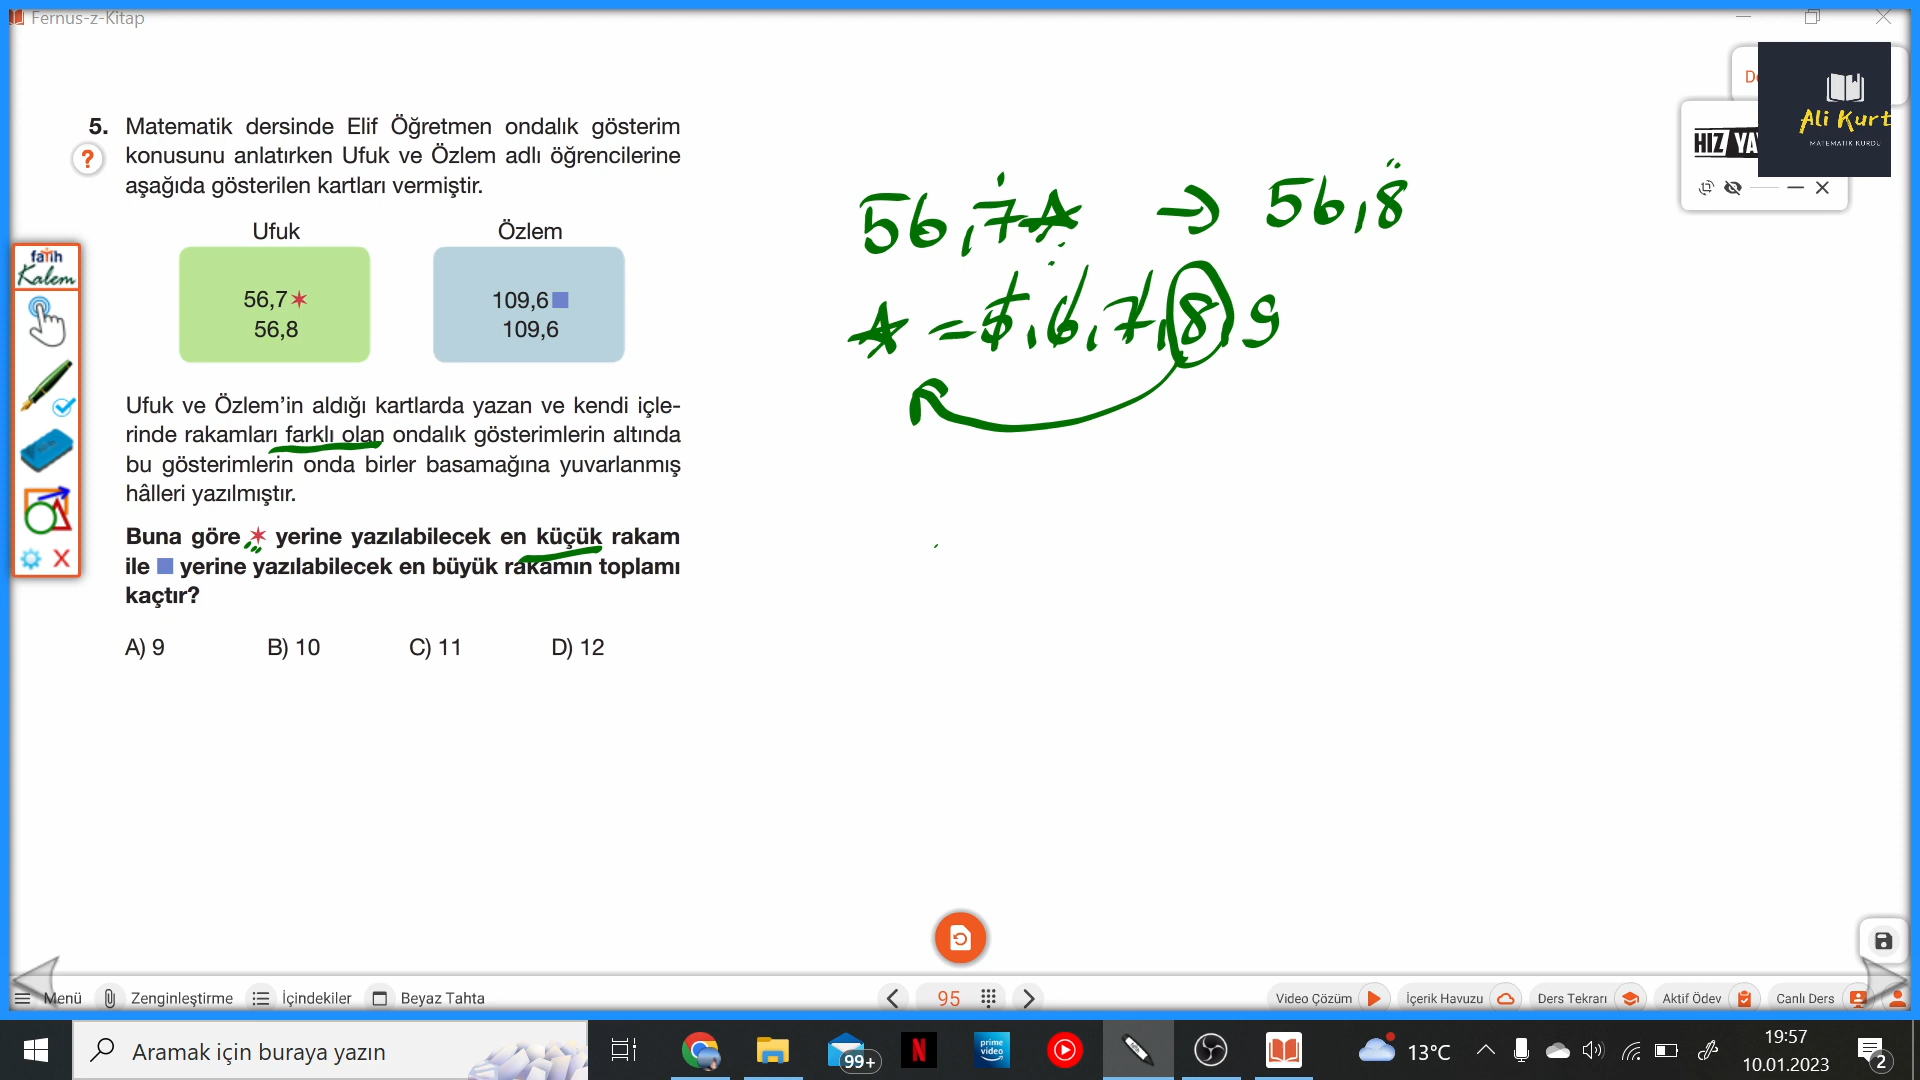 Fernus-z-Kitap
Ali Kurt
MATEMATIK KURDU
HIZ YA
5. Matematik dersinde Elif Öğretmen ondalık gösterim
konusunu anlatırken Ufuk ve Özlem adlı öğrencilerine
aşağıda gösterilen kartları vermiştir.
Ufuk Özlem
56,7✶ 109,6■
56,8 109,6
Ufuk ve Özlem'in aldığı kartlarda yazan ve kendi içle-
rinde rakamları farklı olan ondalık gösterimlerin altında
bu gösterimlerin onda birler basamağına yuvarlanmış
hâlleri yazılmıştır.
Buna göre ✶ yerine yazılabilecek en küçük rakam
ile ■ yerine yazılabilecek en büyük rakamın toplamı
kaçtır?
A) 9 B) 10 C) 11 D) 12
56,7☆ → 56,8
☆ = 5,6,7,8,9
fatih
Kalem
Menü Zenginleştirme İçindekiler Beyaz Tahta 95 Video Çözüm İçerik Havuzu Ders Tekrarı Aktif Ödev Canlı Ders
Aramak için buraya yazın
99+
prime video
13°C
19:57
10.01.2023
2